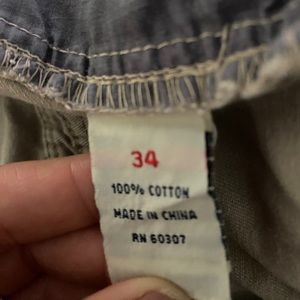 34
100% COTTON
MADE IN CHINA
RN 60307